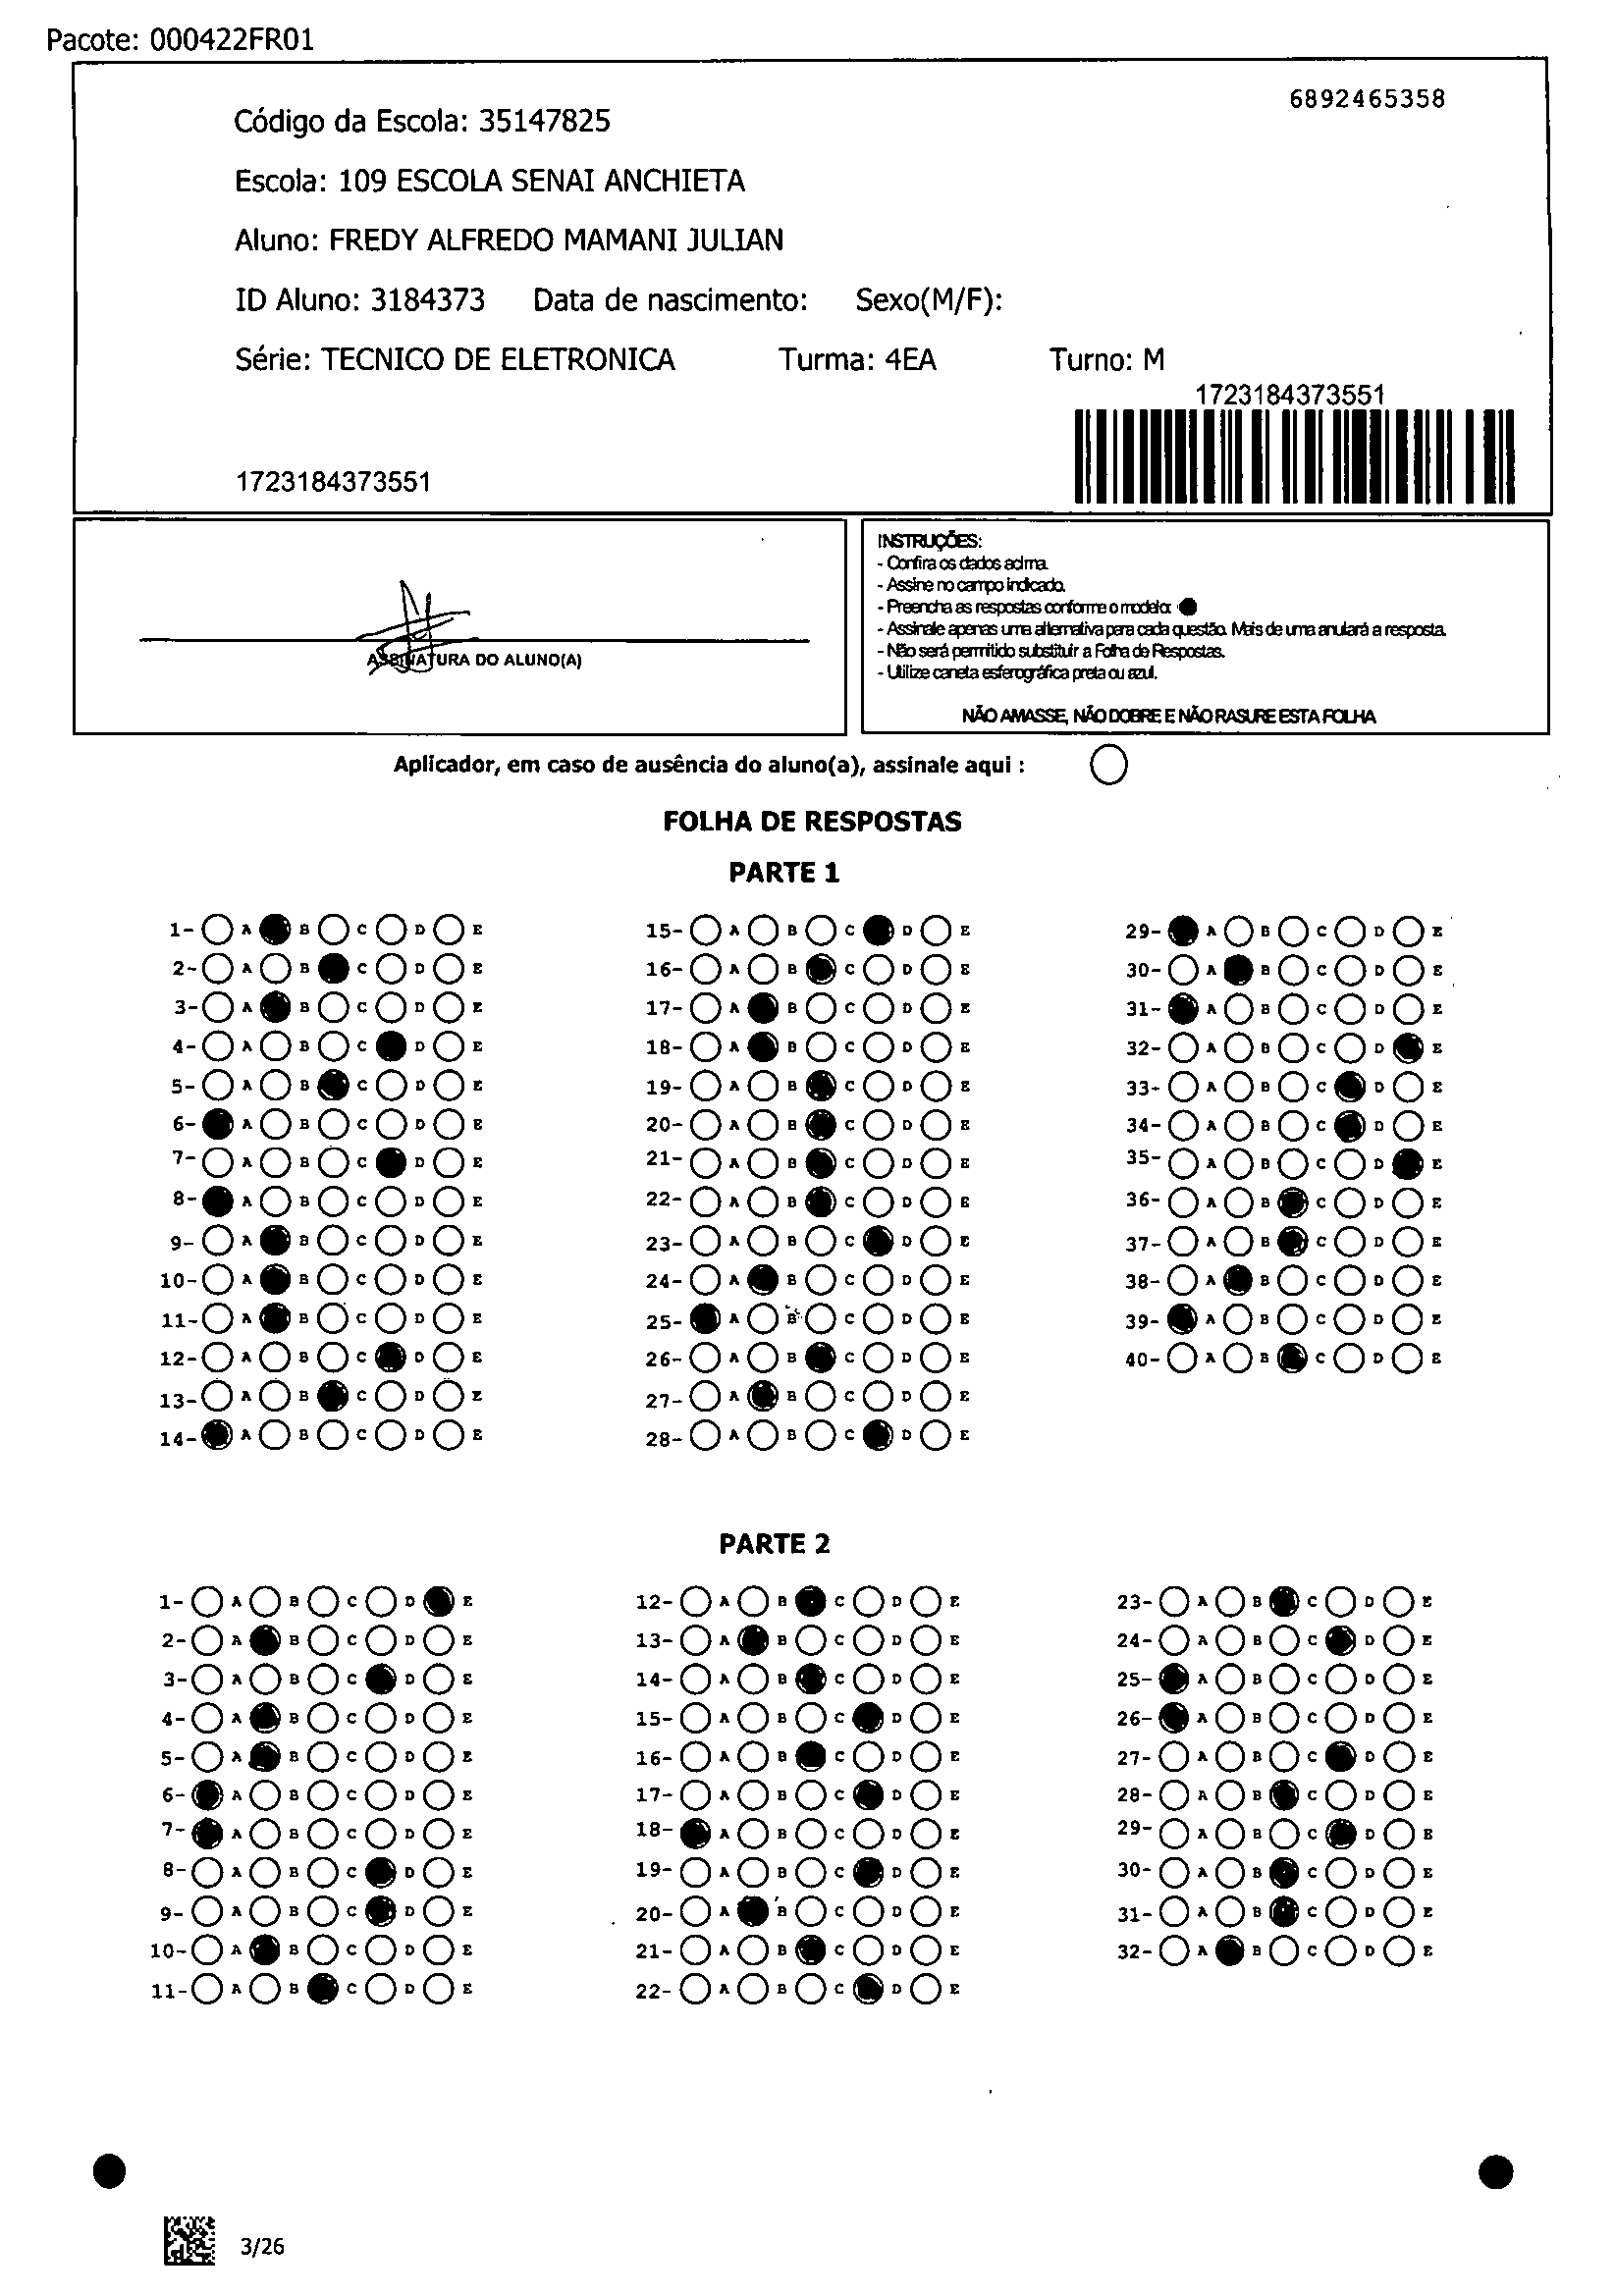 Pacote: 000422FR01
6892465358
Código da Escola: 35147825
Escola: 109 ESCOLA SENAI ANCHIETA
Aluno: FREDY ALFREDO MAMANI JULIAN
ID Aluno: 3184373 Data de nascimento: Sexo(M/F):
Série: TECNICO DE ELETRONICA Turma: 4EA Turno: M
1723184373551
1723184373551
ASSINATURA DO ALUNO(A)
INSTRUÇÕES:
- Confira os dados acima.
- Assine no campo indicado.
- Preencha as respostas conforme o modelo:
- Assinale apenas uma alternativa para cada questão. Mais de uma anulará a resposta.
- Não será permitido substituir a Folha de Respostas.
- Utilize caneta esferográfica preta ou azul.
NÃO AMASSE, NÃO DOBRE E NÃO RASURE ESTA FOLHA
Aplicador, em caso de ausência do aluno(a), assinale aqui :
FOLHA DE RESPOSTAS
PARTE 1
1- A B C D E
2- A B C D E
3- A B C D E
4- A B C D E
5- A B C D E
6- A B C D E
7- A B C D E
8- A B C D E
9- A B C D E
10- A B C D E
11- A B C D E
12- A B C D E
13- A B C D E
14- A B C D E
15- A B C D E
16- A B C D E
17- A B C D E
18- A B C D E
19- A B C D E
20- A B C D E
21- A B C D E
22- A B C D E
23- A B C D E
24- A B C D E
25- A B C D E
26- A B C D E
27- A B C D E
28- A B C D E
29- A B C D E
30- A B C D E
31- A B C D E
32- A B C D E
33- A B C D E
34- A B C D E
35- A B C D E
36- A B C D E
37- A B C D E
38- A B C D E
39- A B C D E
40- A B C D E
PARTE 2
1- A B C D E
2- A B C D E
3- A B C D E
4- A B C D E
5- A B C D E
6- A B C D E
7- A B C D E
8- A B C D E
9- A B C D E
10- A B C D E
11- A B C D E
12- A B C D E
13- A B C D E
14- A B C D E
15- A B C D E
16- A B C D E
17- A B C D E
18- A B C D E
19- A B C D E
20- A B C D E
21- A B C D E
22- A B C D E
23- A B C D E
24- A B C D E
25- A B C D E
26- A B C D E
27- A B C D E
28- A B C D E
29- A B C D E
30- A B C D E
31- A B C D E
32- A B C D E
3/26